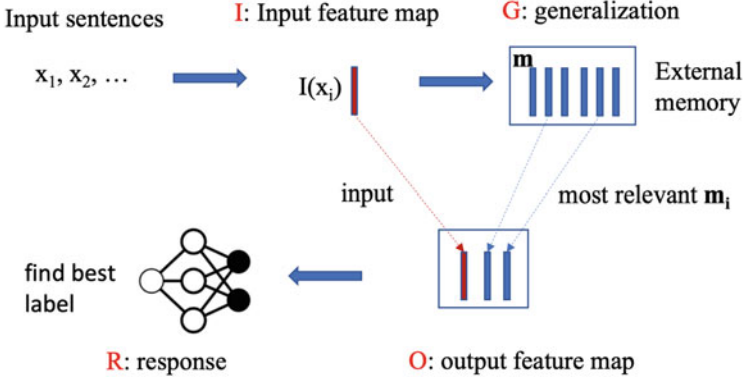 Input sentences
I: Input feature map
G: generalization
x₁, x₂, …
I(xᵢ)
m
External
memory
input
most relevant mᵢ
find best
label
R: response
O: output feature map